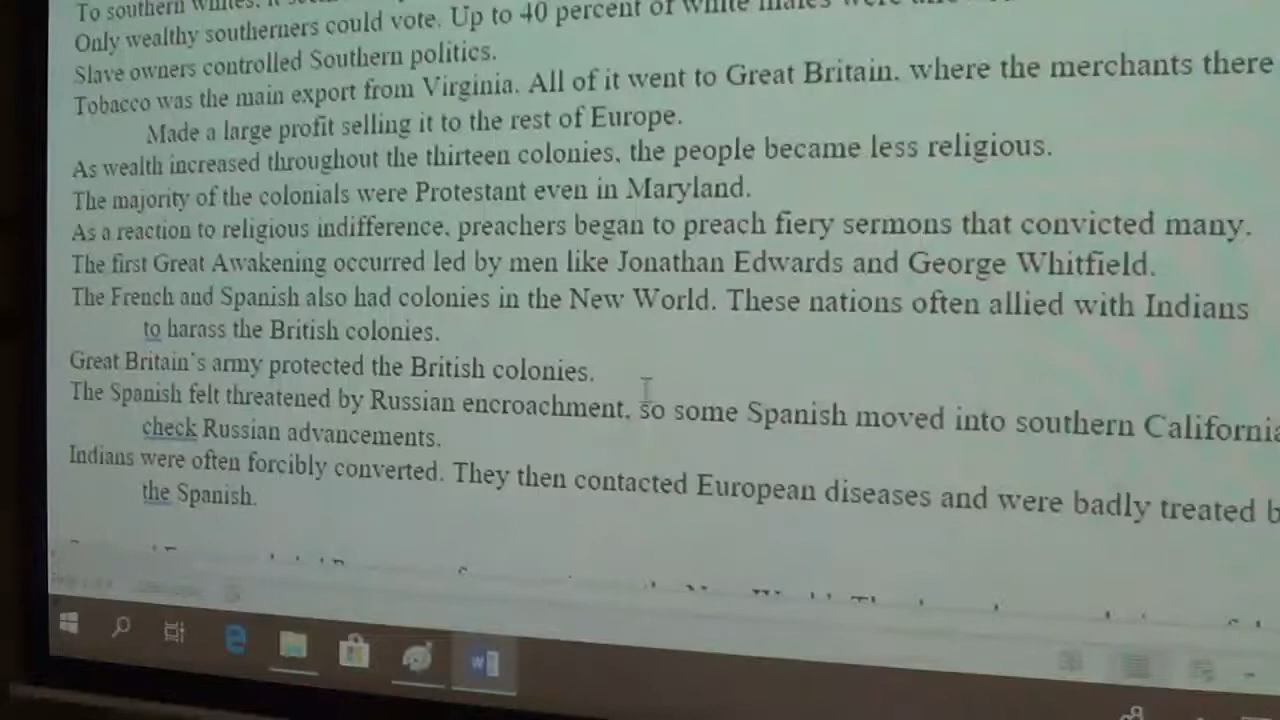 To southern whites, it
Only wealthy southerners could vote. Up to 40 percent of white males were
Slave owners controlled Southern politics.
Tobacco was the main export from Virginia. All of it went to Great Britain. where the merchants there
Made a large profit selling it to the rest of Europe.
As wealth increased throughout the thirteen colonies, the people became less religious.
The majority of the colonials were Protestant even in Maryland.
As a reaction to religious indifference, preachers began to preach fiery sermons that convicted many.
The first Great Awakening occurred led by men like Jonathan Edwards and George Whitfield.
The French and Spanish also had colonies in the New World. These nations often allied with Indians
to harass the British colonies.
Great Britain's army protected the British colonies.
The Spanish felt threatened by Russian encroachment, so some Spanish moved into southern California
check Russian advancements.
Indians were often forcibly converted. They then contacted European diseases and were badly treated b
the Spanish.